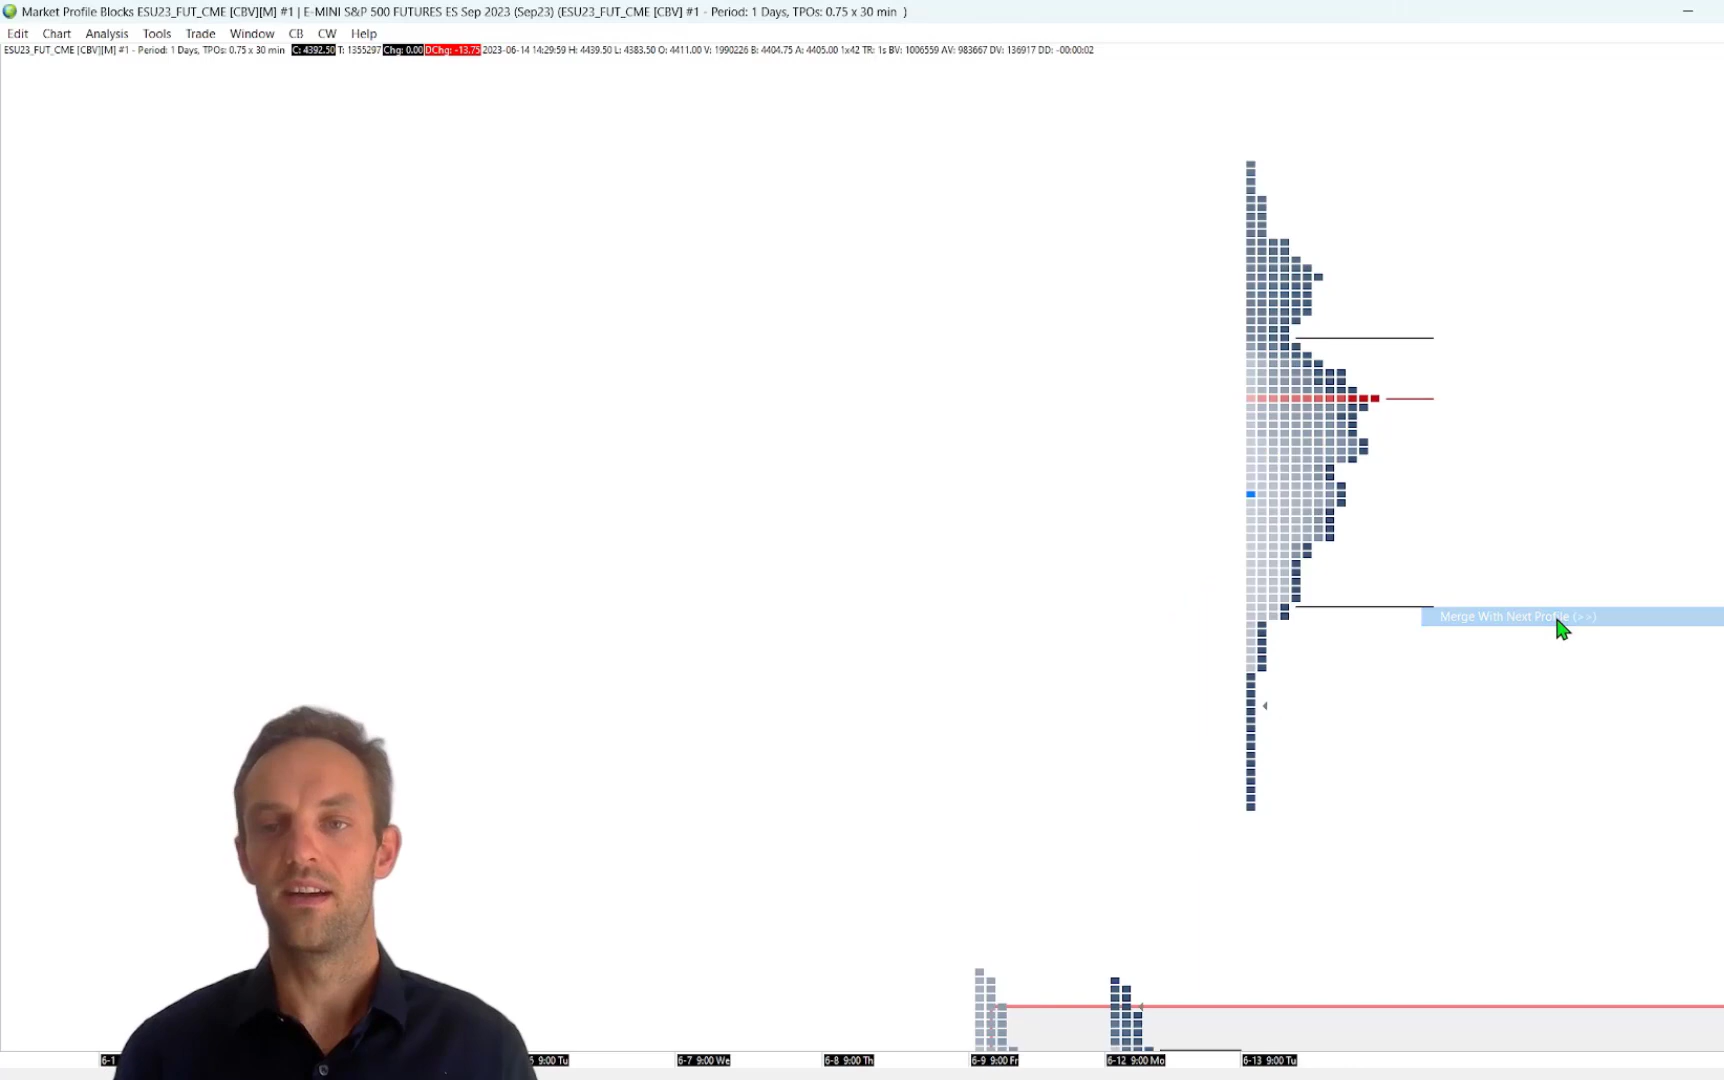 Market Profile Blocks ESU23_FUT_CME [CBV][M] #1 | E-MINI S&P 500 FUTURES ES Sep 2023 (Sep23) (ESU23_FUT_CME [CBV] #1 - Period: 1 Days, TPOs: 0.75 x 30 min )
Edit Chart Analysis Tools Trade Window CB CW Help
ESU23_FUT_CME [CBV][M] #1 - Period: 1 Days, TPOs: 0.75 x 30 min C: 4392.50 T: 1355297 Chg: 0.00 DChg: -13.75 2023-06-14 14:29:59 H: 4439.50 L: 4383.50 O: 4411.00 V: 1990226 B: 4404.75 A: 4405.00 1x42 TR: 1s BV: 1006559 AV: 983667 DV: 136917 DD: -00:00:02
Merge With Next Profile (>>)
6-1 9:00 Tu 6-7 9:00 We 6-8 9:00 Th 6-9 9:00 Fr 6-12 9:00 Mo 6-13 9:00 Tu